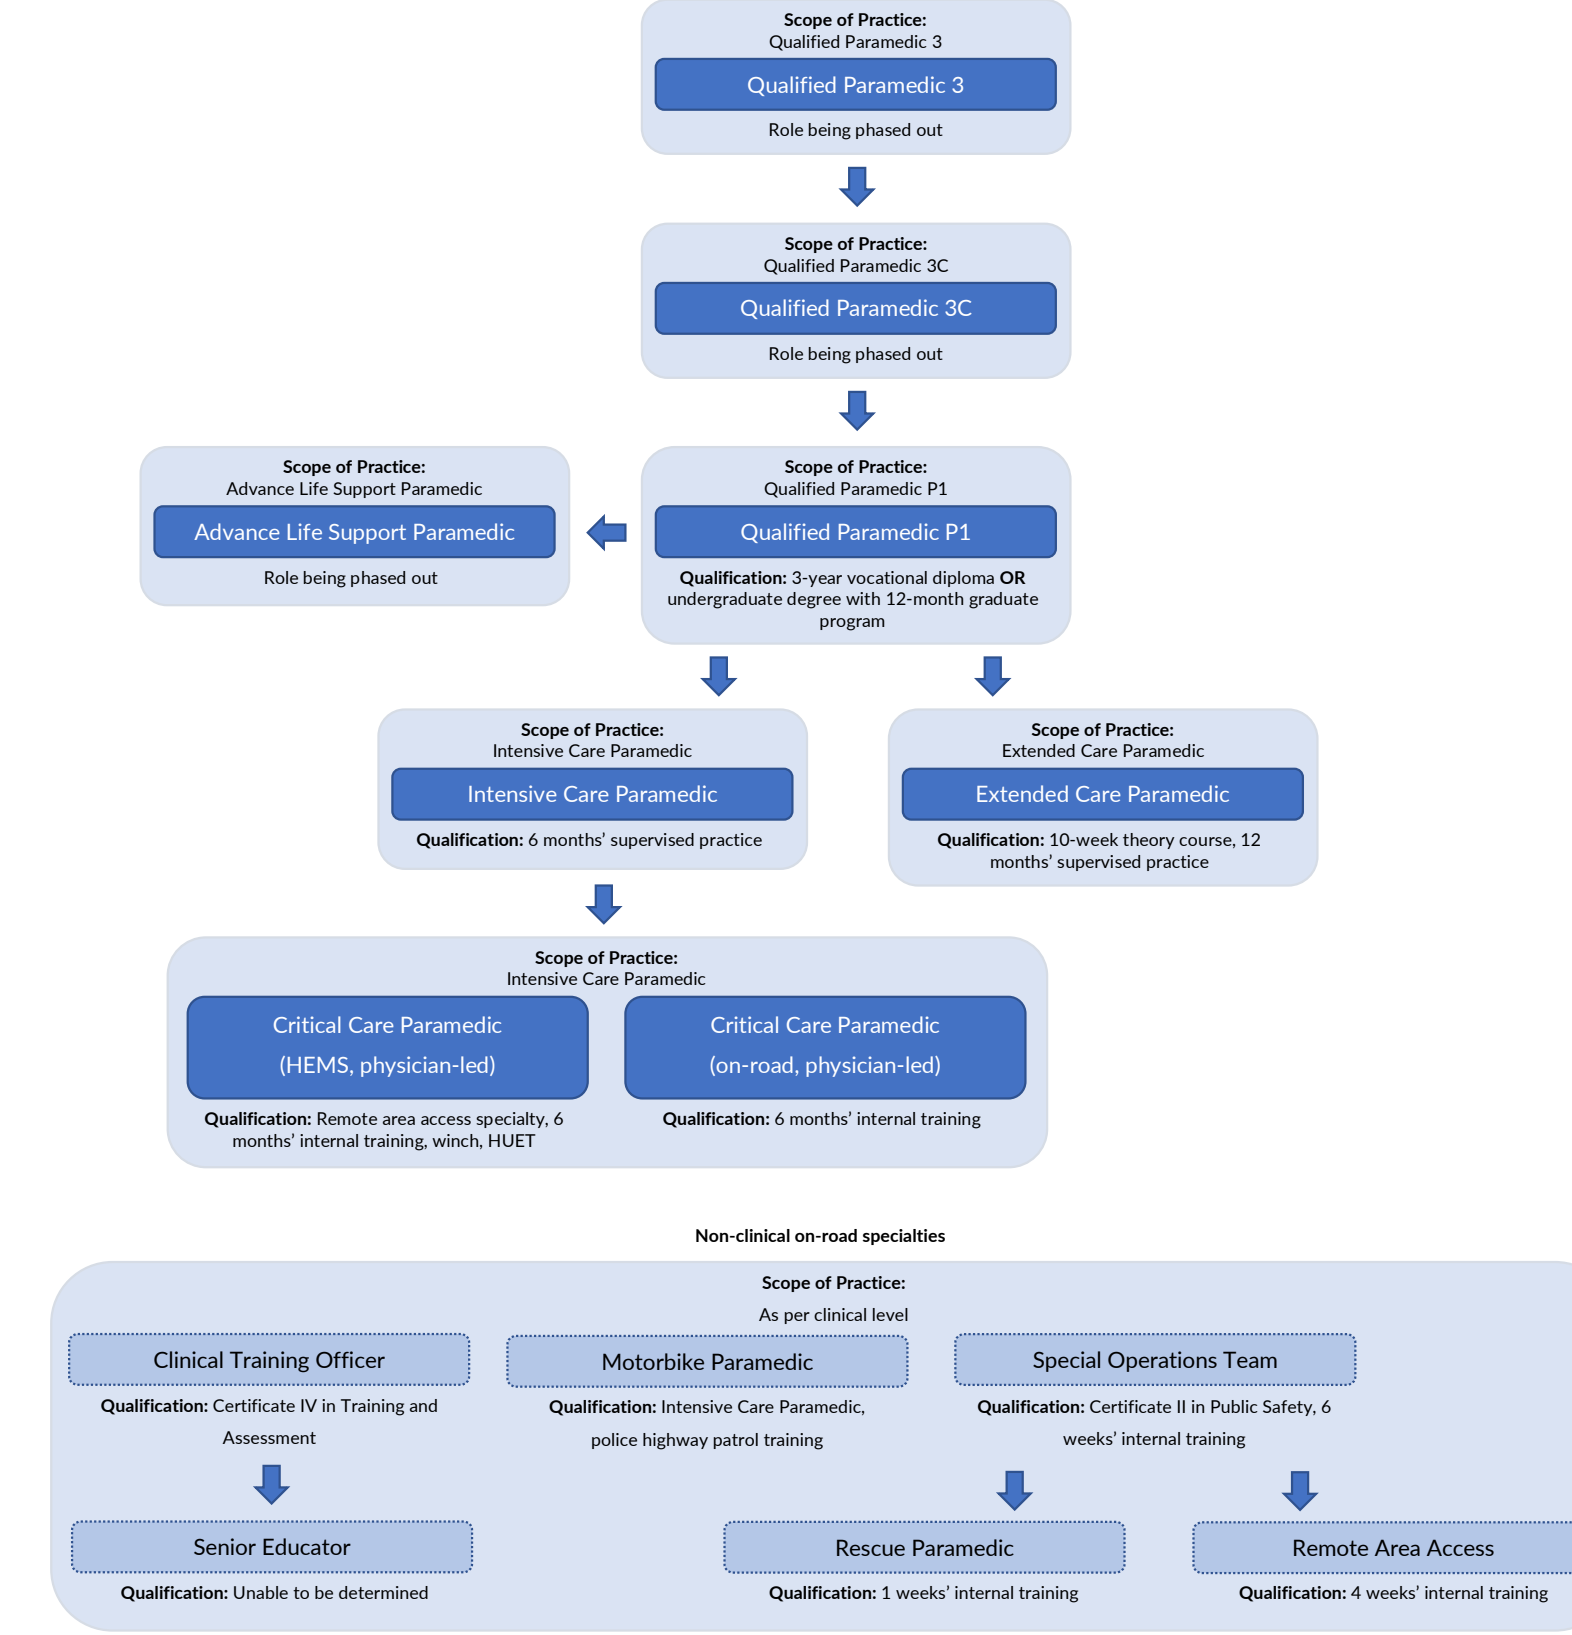 Scope of Practice:
Qualified Paramedic 3
Qualified Paramedic 3
Role being phased out
Scope of Practice:
Qualified Paramedic 3C
Qualified Paramedic 3C
Role being phased out
Scope of Practice:
Advance Life Support Paramedic
Advance Life Support Paramedic
Role being phased out
Scope of Practice:
Qualified Paramedic P1
Qualified Paramedic P1
Qualification: 3-year vocational diploma OR
undergraduate degree with 12-month graduate
program
Scope of Practice:
Intensive Care Paramedic
Intensive Care Paramedic
Qualification: 6 months’ supervised practice
Scope of Practice:
Extended Care Paramedic
Extended Care Paramedic
Qualification: 10-week theory course, 12
months’ supervised practice
Scope of Practice:
Intensive Care Paramedic
Critical Care Paramedic
(HEMS, physician-led)
Qualification: Remote area access specialty, 6
months’ internal training, winch, HUET
Critical Care Paramedic
(on-road, physician-led)
Qualification: 6 months’ internal training
Non-clinical on-road specialties
Scope of Practice:
As per clinical level
Clinical Training Officer
Qualification: Certificate IV in Training and
Assessment
Motorbike Paramedic
Qualification: Intensive Care Paramedic,
police highway patrol training
Special Operations Team
Qualification: Certificate II in Public Safety, 6
weeks’ internal training
Senior Educator
Qualification: Unable to be determined
Rescue Paramedic
Qualification: 1 weeks’ internal training
Remote Area Access
Qualification: 4 weeks’ internal training